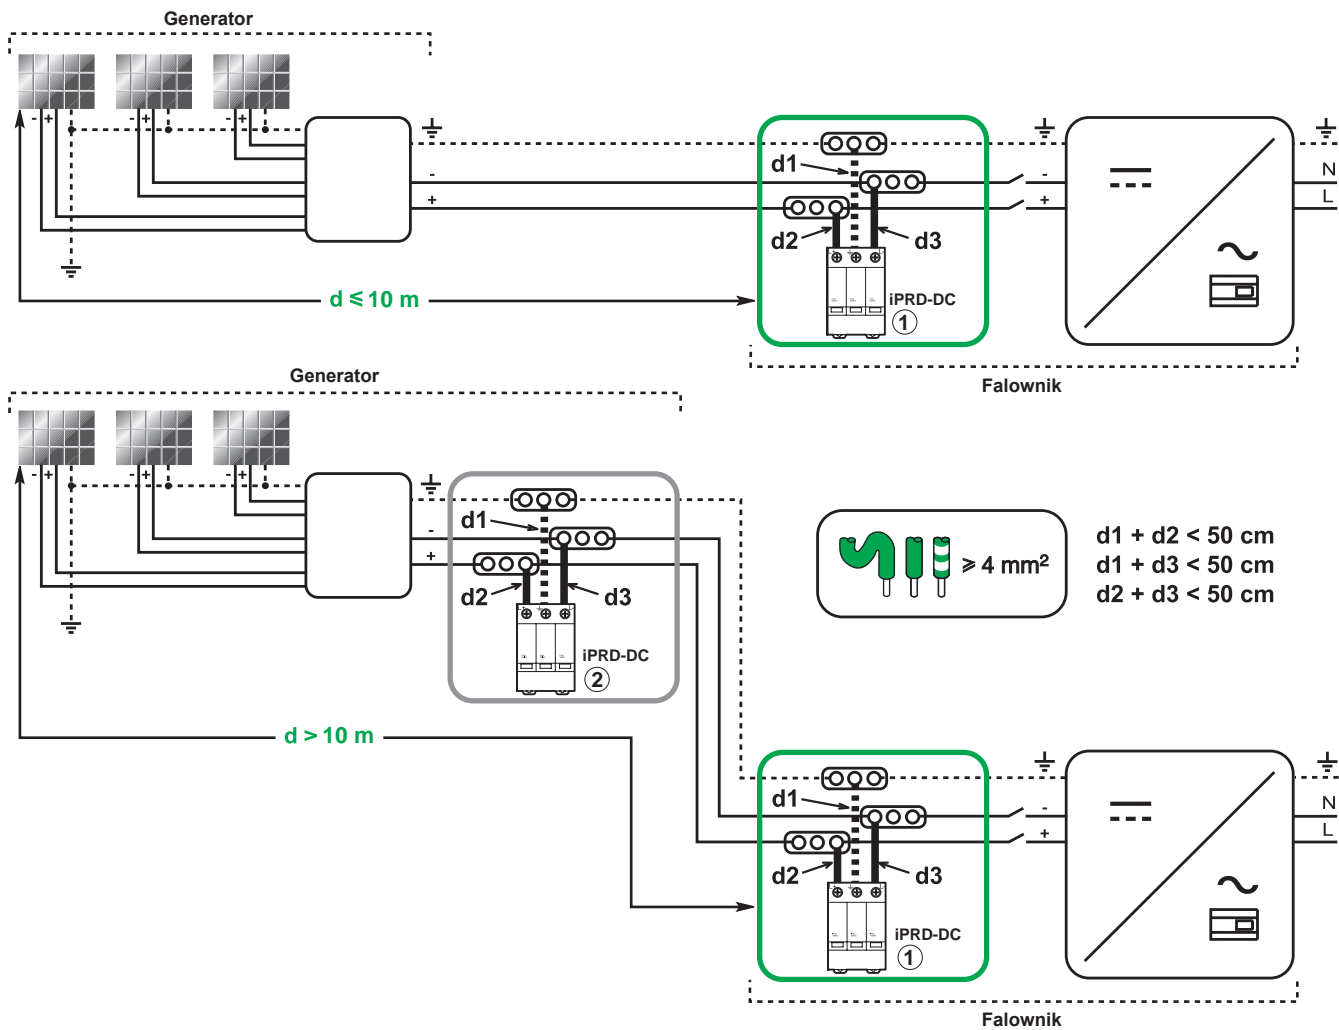 Generator
- + - + - +
-
N
+
L
d1
d2
d3
iPRD-DC
1
-
+
d ≤ 10 m
Falownik
Generator
- + - + - +
-
+
d1
d2
d3
iPRD-DC
2
≥ 4 mm²
d1 + d2 < 50 cm
d1 + d3 < 50 cm
d2 + d3 < 50 cm
d > 10 m
d1
d2
d3
iPRD-DC
1
-
+
N
L
Falownik